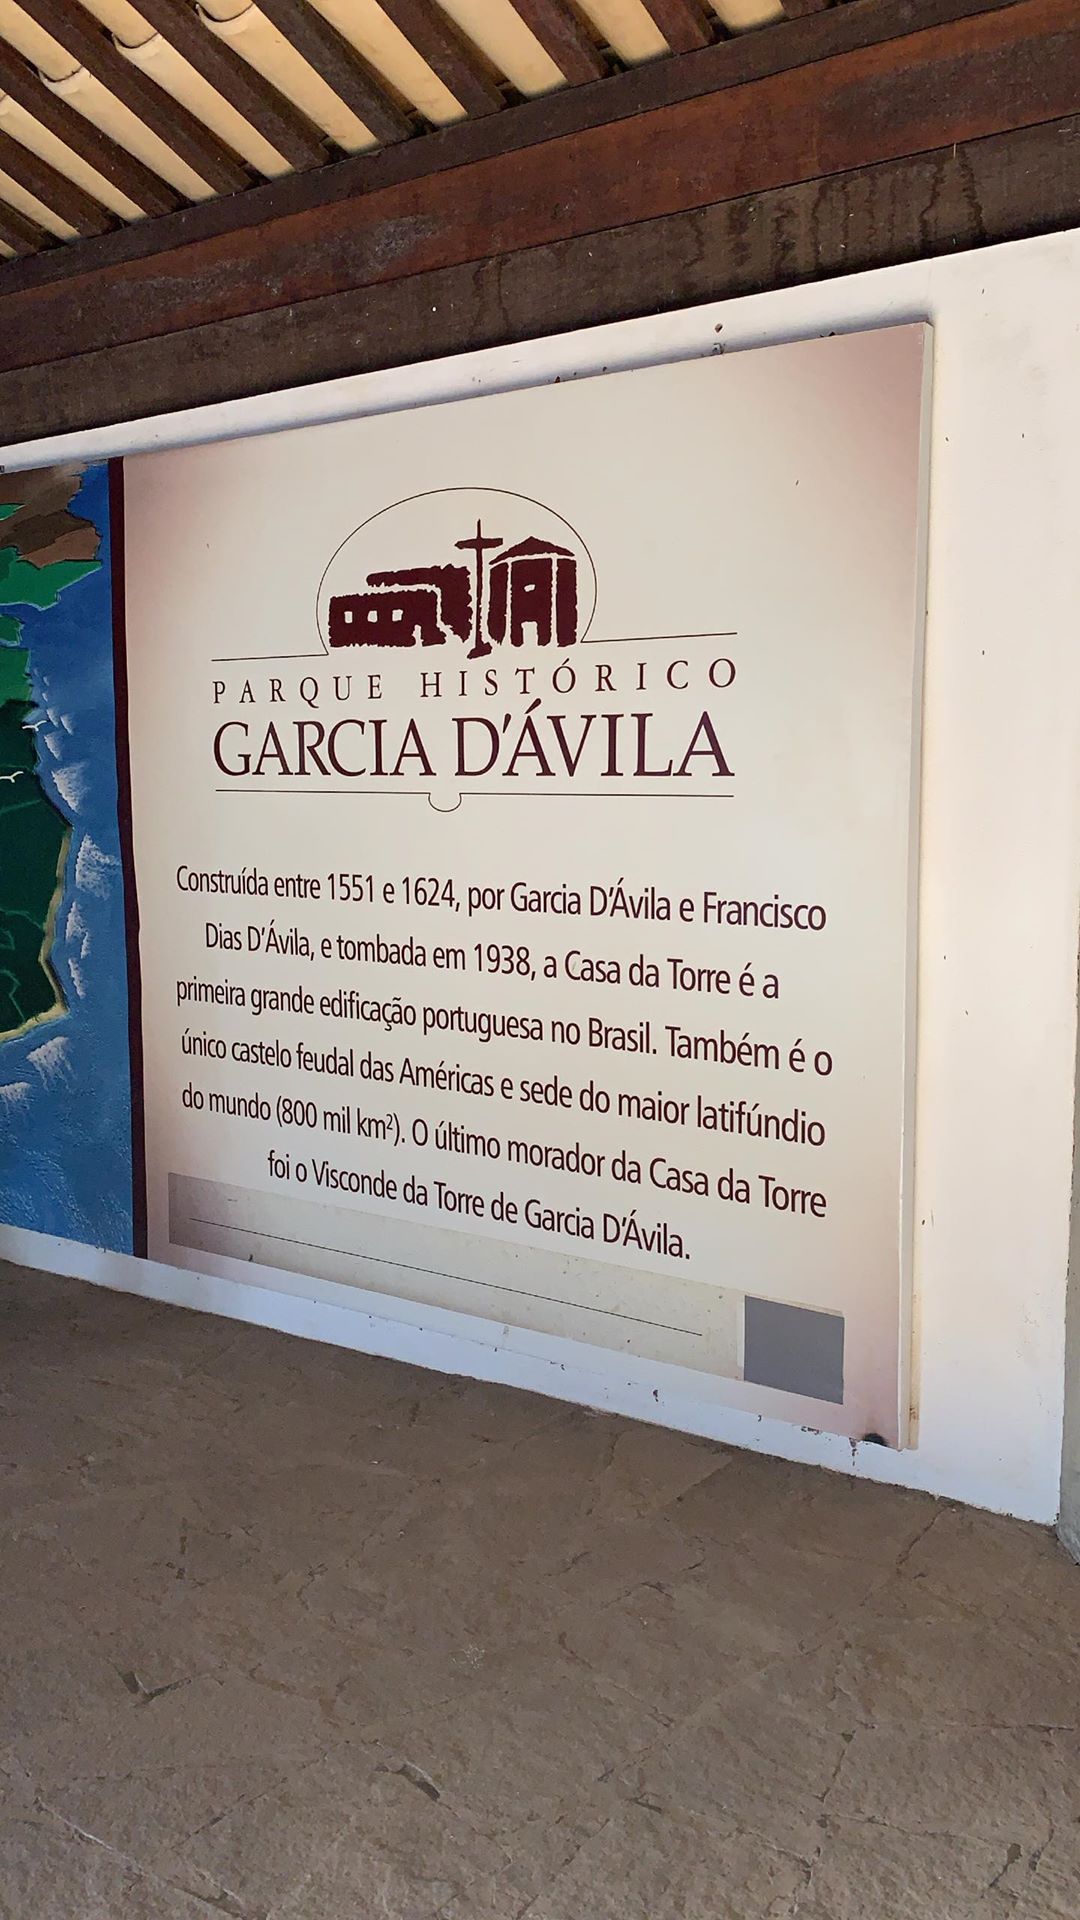 PARQUE HISTÓRICO
GARCIA D'ÁVILA
Construída entre 1551 e 1624, por Garcia D'Ávila e Francisco
Dias D'Ávila, e tombada em 1938, a Casa da Torre é a
primeira grande edificação portuguesa no Brasil. Também é o
único castelo feudal das Américas e sede do maior latifúndio
do mundo (800 mil km²). O último morador da Casa da Torre
foi o Visconde da Torre de Garcia D'Ávila.